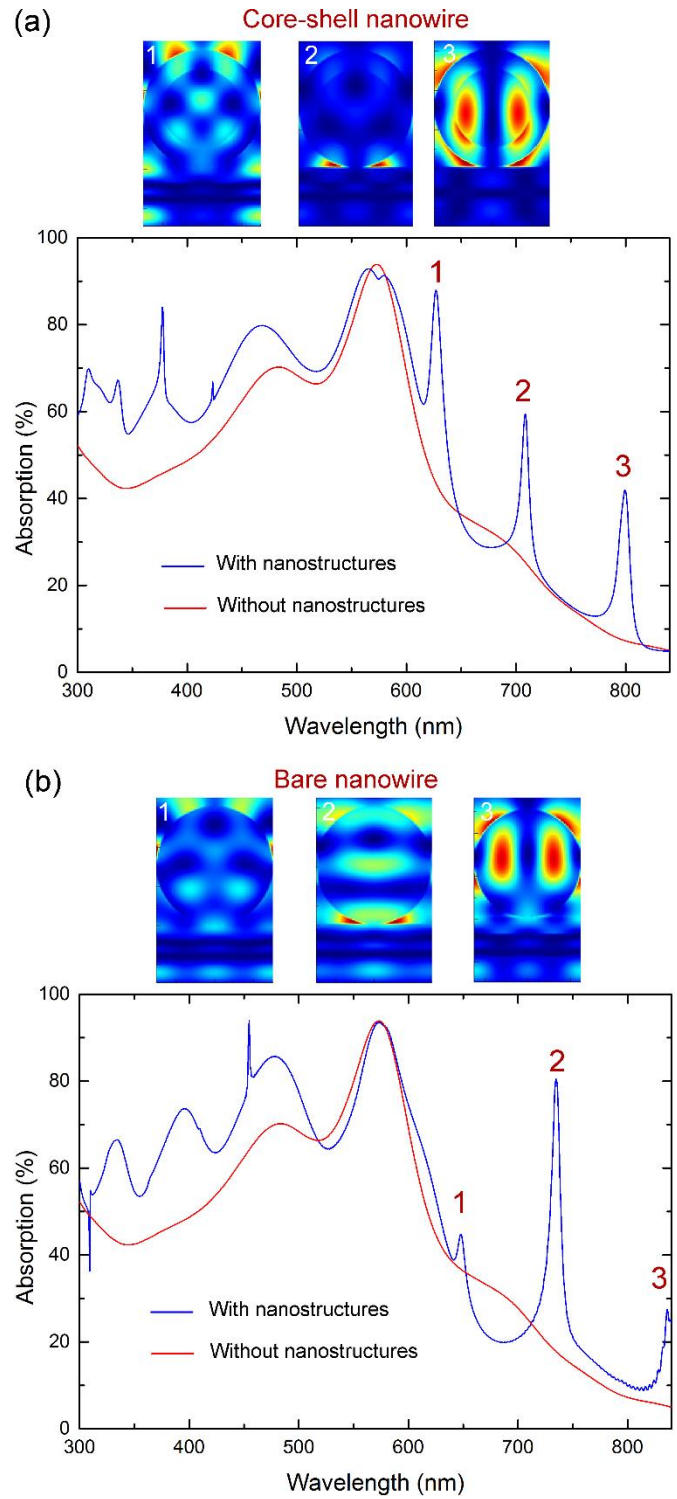 (a)
Core-shell nanowire
1 2 3
100
80
60
40
20
0
Absorption (%)
1
2
3
With nanostructures
Without nanostructures
300 400 500 600 700 800
Wavelength (nm)
(b)
Bare nanowire
1 2 3
100
80
60
40
20
0
Absorption (%)
1
2
3
With nanostructures
Without nanostructures
300 400 500 600 700 800
Wavelength (nm)